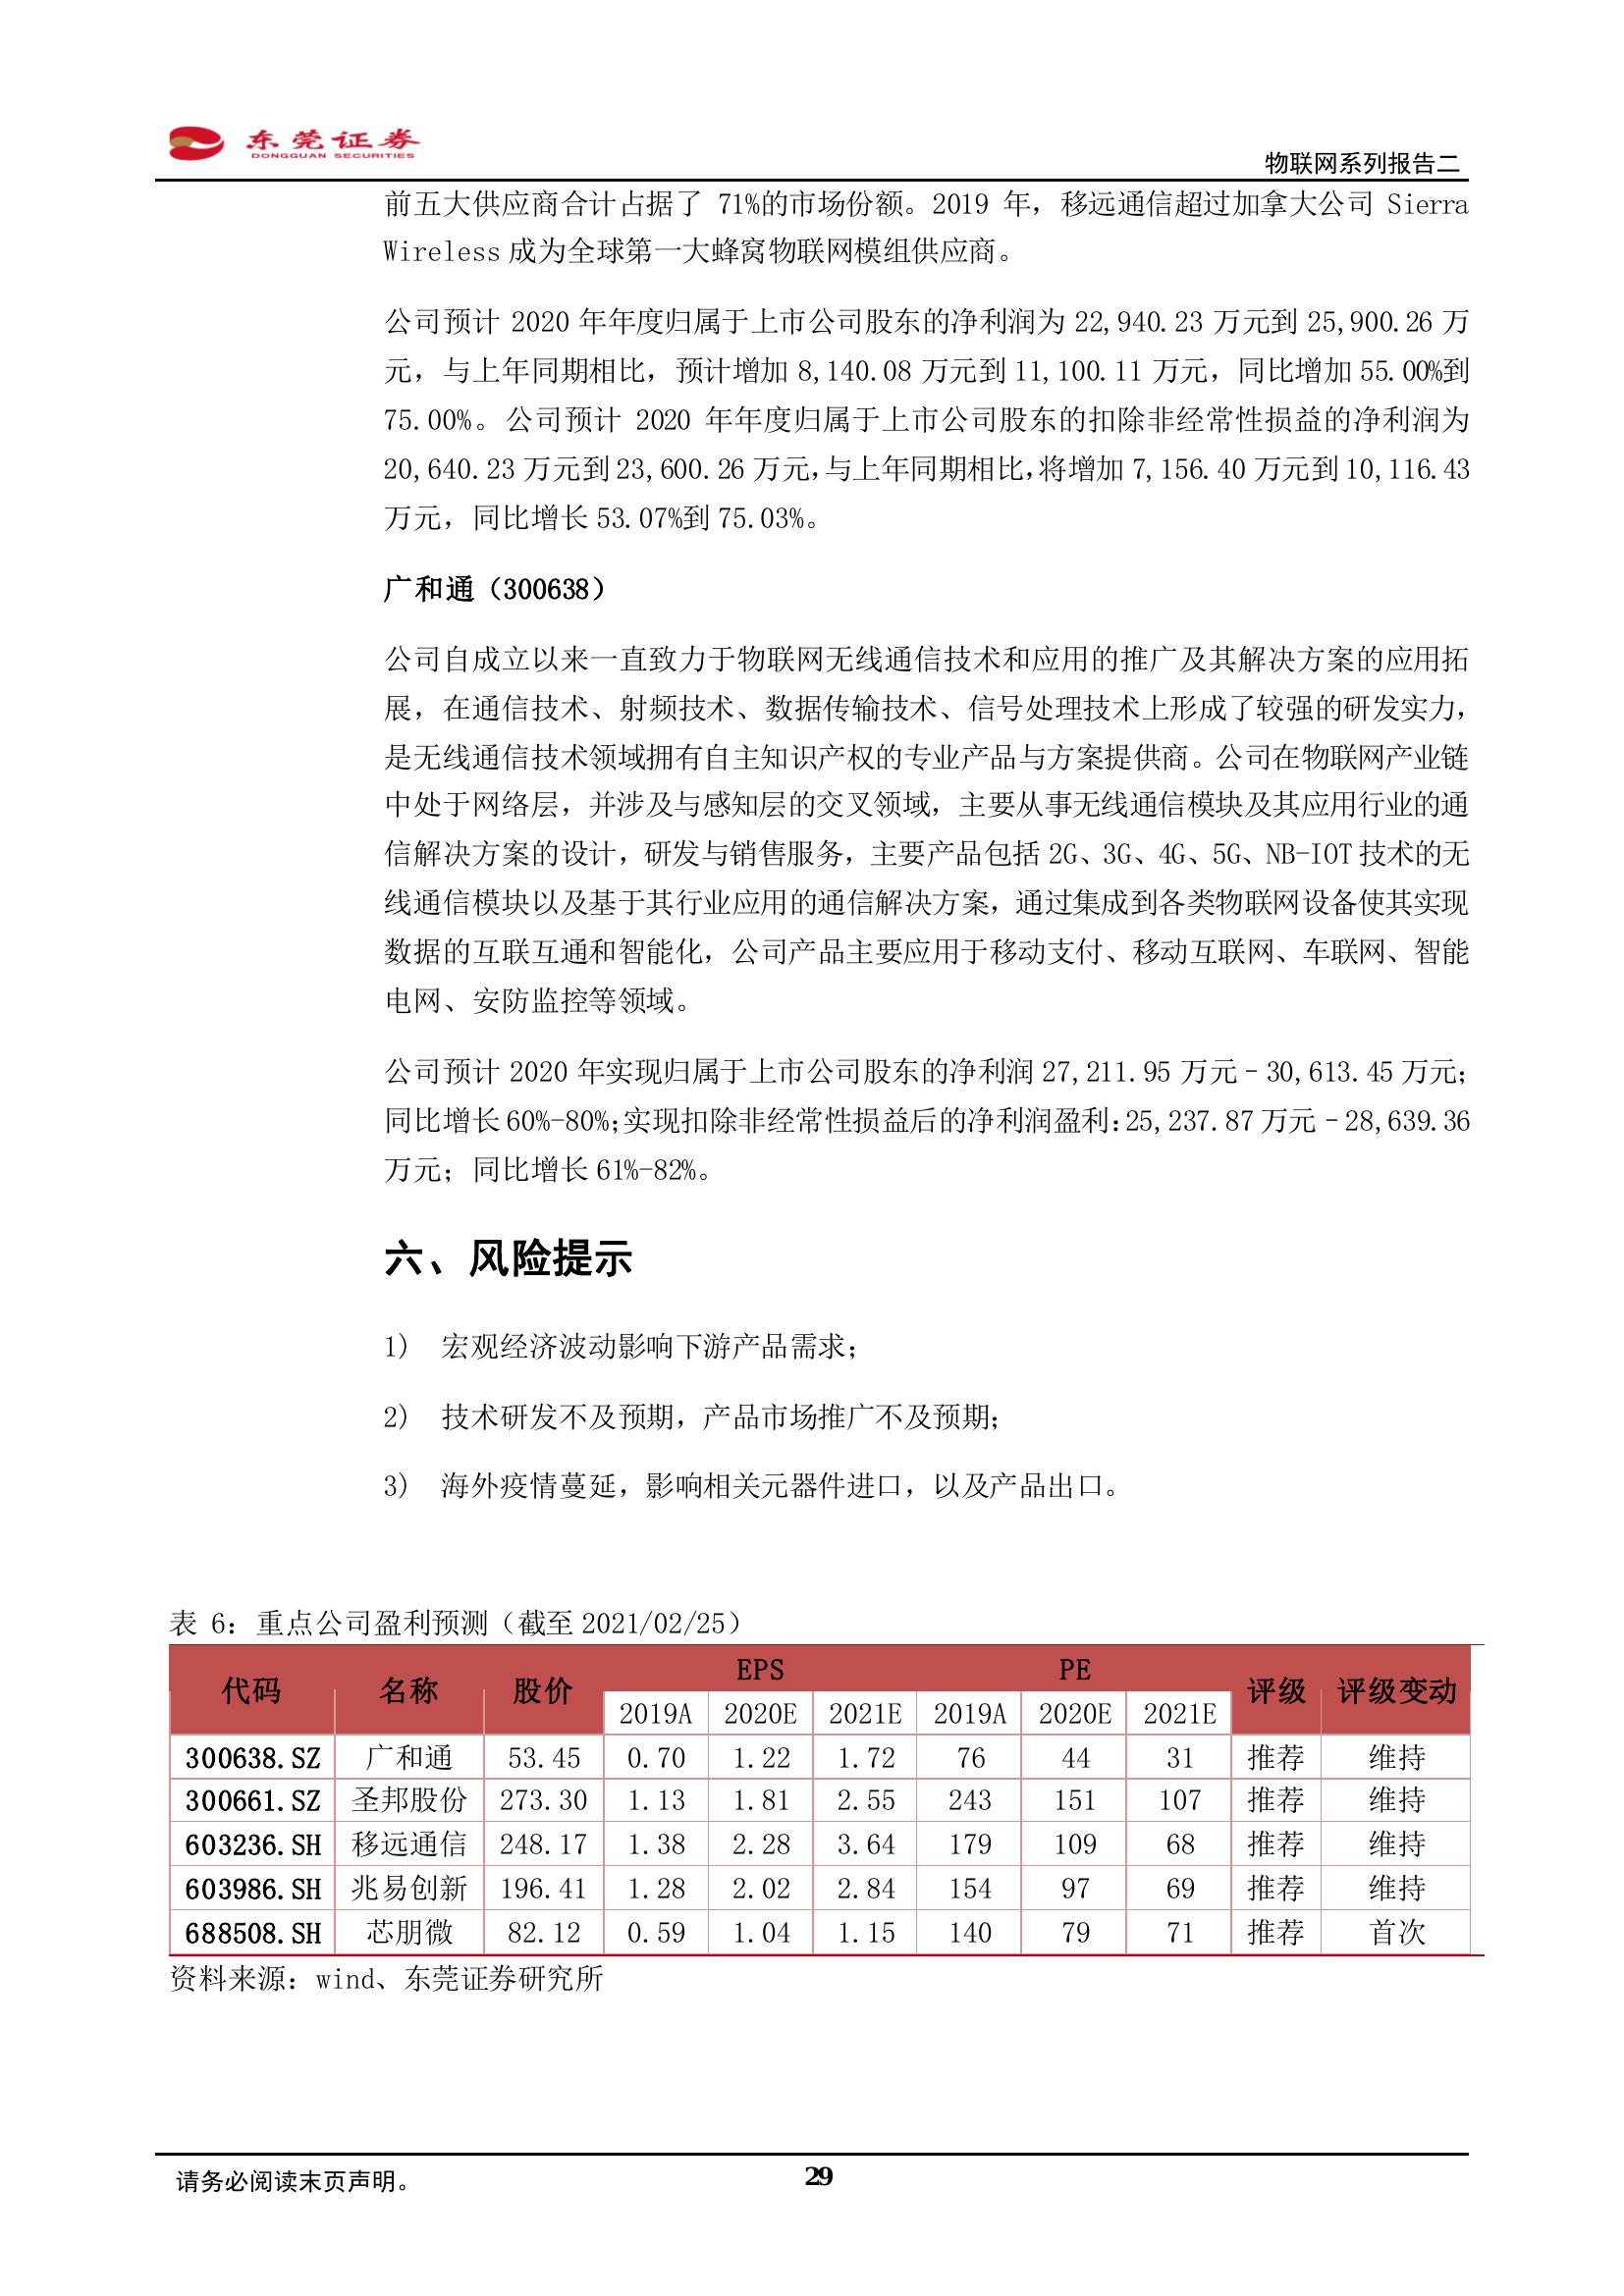 东莞证券
DONGGUAN SECURITIES
物联网系列报告二
前五大供应商合计占据了 71%的市场份额。2019 年，移远通信超过加拿大公司 Sierra
Wireless 成为全球第一大蜂窝物联网模组供应商。
公司预计 2020 年年度归属于上市公司股东的净利润为 22,940.23 万元到 25,900.26 万
元，与上年同期相比，预计增加 8,140.08 万元到 11,100.11 万元，同比增加 55.00%到
75.00%。公司预计 2020 年年度归属于上市公司股东的扣除非经常性损益的净利润为
20,640.23 万元到 23,600.26 万元，与上年同期相比，将增加 7,156.40 万元到 10,116.43
万元，同比增长 53.07%到 75.03%。
广和通（300638）
公司自成立以来一直致力于物联网无线通信技术和应用的推广及其解决方案的应用拓
展，在通信技术、射频技术、数据传输技术、信号处理技术上形成了较强的研发实力，
是无线通信技术领域拥有自主知识产权的专业产品与方案提供商。公司在物联网产业链
中处于网络层，并涉及与感知层的交叉领域，主要从事无线通信模块及其应用行业的通
信解决方案的设计，研发与销售服务，主要产品包括 2G、3G、4G、5G、NB-IOT 技术的无
线通信模块以及基于其行业应用的通信解决方案，通过集成到各类物联网设备使其实现
数据的互联互通和智能化，公司产品主要应用于移动支付、移动互联网、车联网、智能
电网、安防监控等领域。
公司预计 2020 年实现归属于上市公司股东的净利润 27,211.95 万元–30,613.45 万元；
同比增长 60%-80%；实现扣除非经常性损益后的净利润盈利：25,237.87 万元–28,639.36
万元；同比增长 61%-82%。
六、风险提示
1) 宏观经济波动影响下游产品需求；
2) 技术研发不及预期，产品市场推广不及预期；
3) 海外疫情蔓延，影响相关元器件进口，以及产品出口。
表 6：重点公司盈利预测（截至 2021/02/25）
代码 名称 股价 EPS PE 评级 评级变动
2019A 2020E 2021E 2019A 2020E 2021E
300638.SZ 广和通 53.45 0.70 1.22 1.72 76 44 31 推荐 维持
300661.SZ 圣邦股份 273.30 1.13 1.81 2.55 243 151 107 推荐 维持
603236.SH 移远通信 248.17 1.38 2.28 3.64 179 109 68 推荐 维持
603986.SH 兆易创新 196.41 1.28 2.02 2.84 154 97 69 推荐 维持
688508.SH 芯朋微 82.12 0.59 1.04 1.15 140 79 71 推荐 首次
资料来源：wind、东莞证券研究所
请务必阅读末页声明。
29